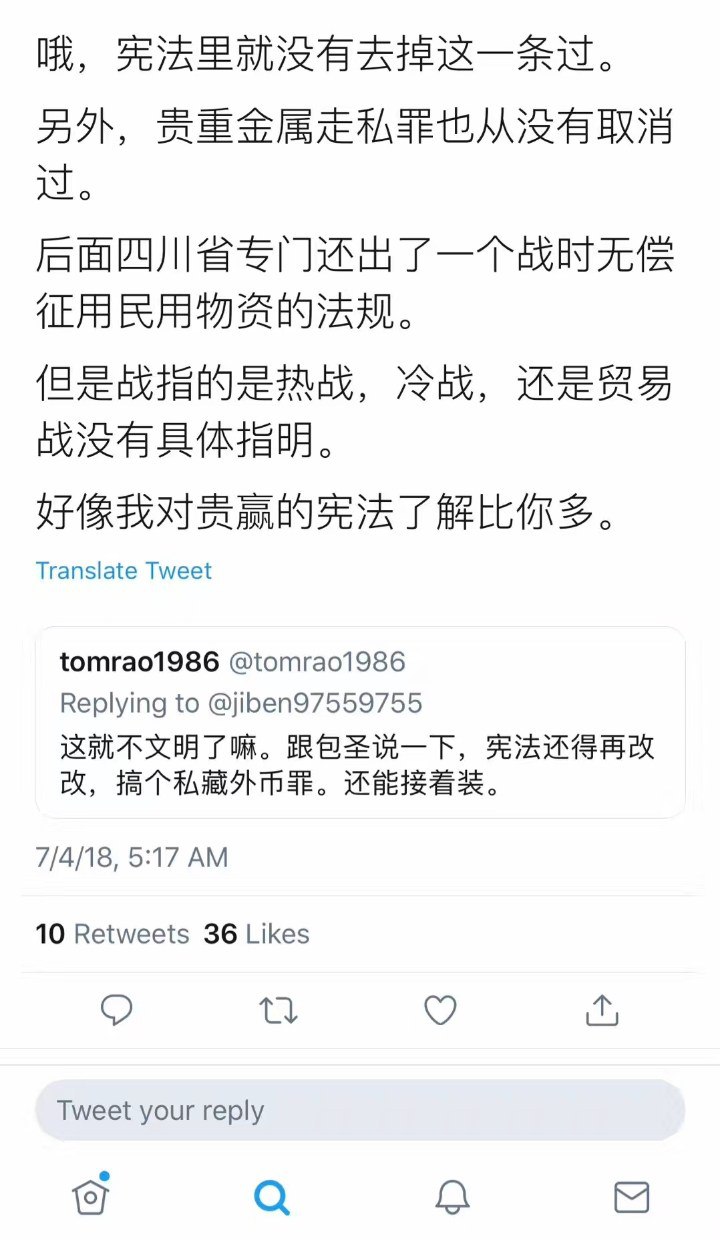 哦，宪法里就没有去掉这一条过。
另外，贵重金属走私罪也从没有取消
过。
后面四川省专门还出了一个战时无偿
征用民用物资的法规。
但是战指的是热战，冷战，还是贸易
战没有具体指明。
好像我对贵赢的宪法了解比你多。
Translate Tweet
tomrao1986 @tomrao1986
Replying to @jiben97559755
这就不文明了嘛。跟包圣说一下，宪法还得再改
改，搞个私藏外币罪。还能接着装。
7/4/18, 5:17 AM
10 Retweets 36 Likes
Tweet your reply